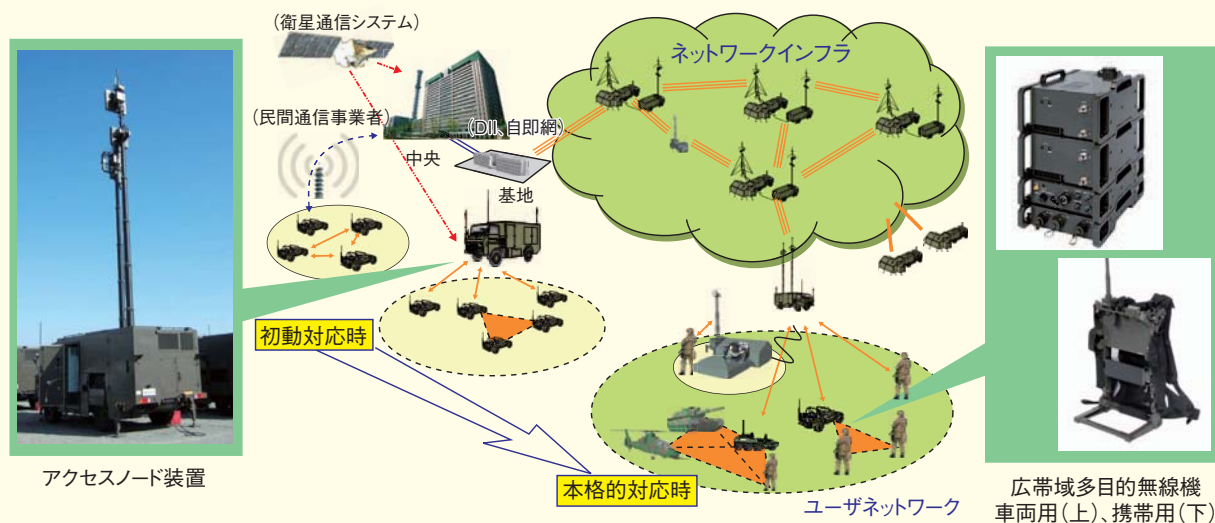 (衛星通信システム)
ネットワークインフラ
(民間通信事業者)
(DII、自即網)
中央
基地
初動対応時
アクセスノード装置
本格的対応時
ユーザネットワーク
広帯域多目的無線機
車両用(上)、携帯用(下)